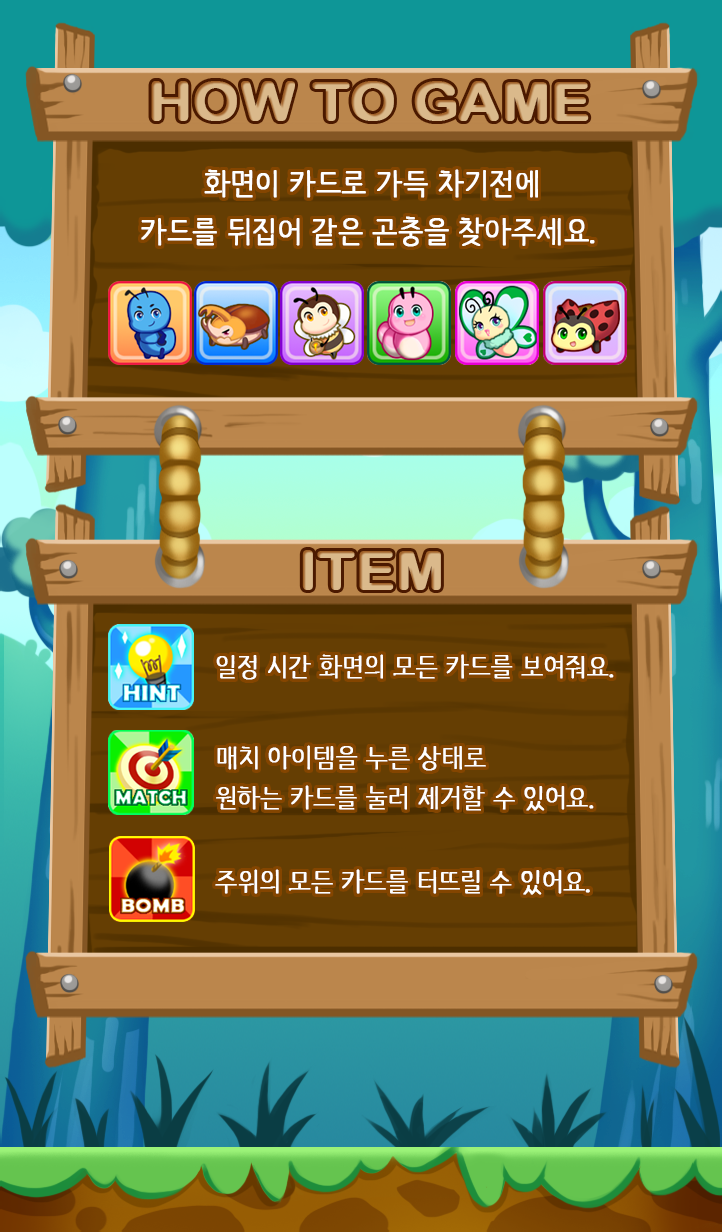 HOW TO GAME
화면이 카드로 가득 차기전에
카드를 뒤집어 같은 곤충을 찾아주세요.
ITEM
HINT
일정 시간 화면의 모든 카드를 보여줘요.
MATCH
매치 아이템을 누른 상태로
원하는 카드를 눌러 제거할 수 있어요.
BOMB
주위의 모든 카드를 터뜨릴 수 있어요.